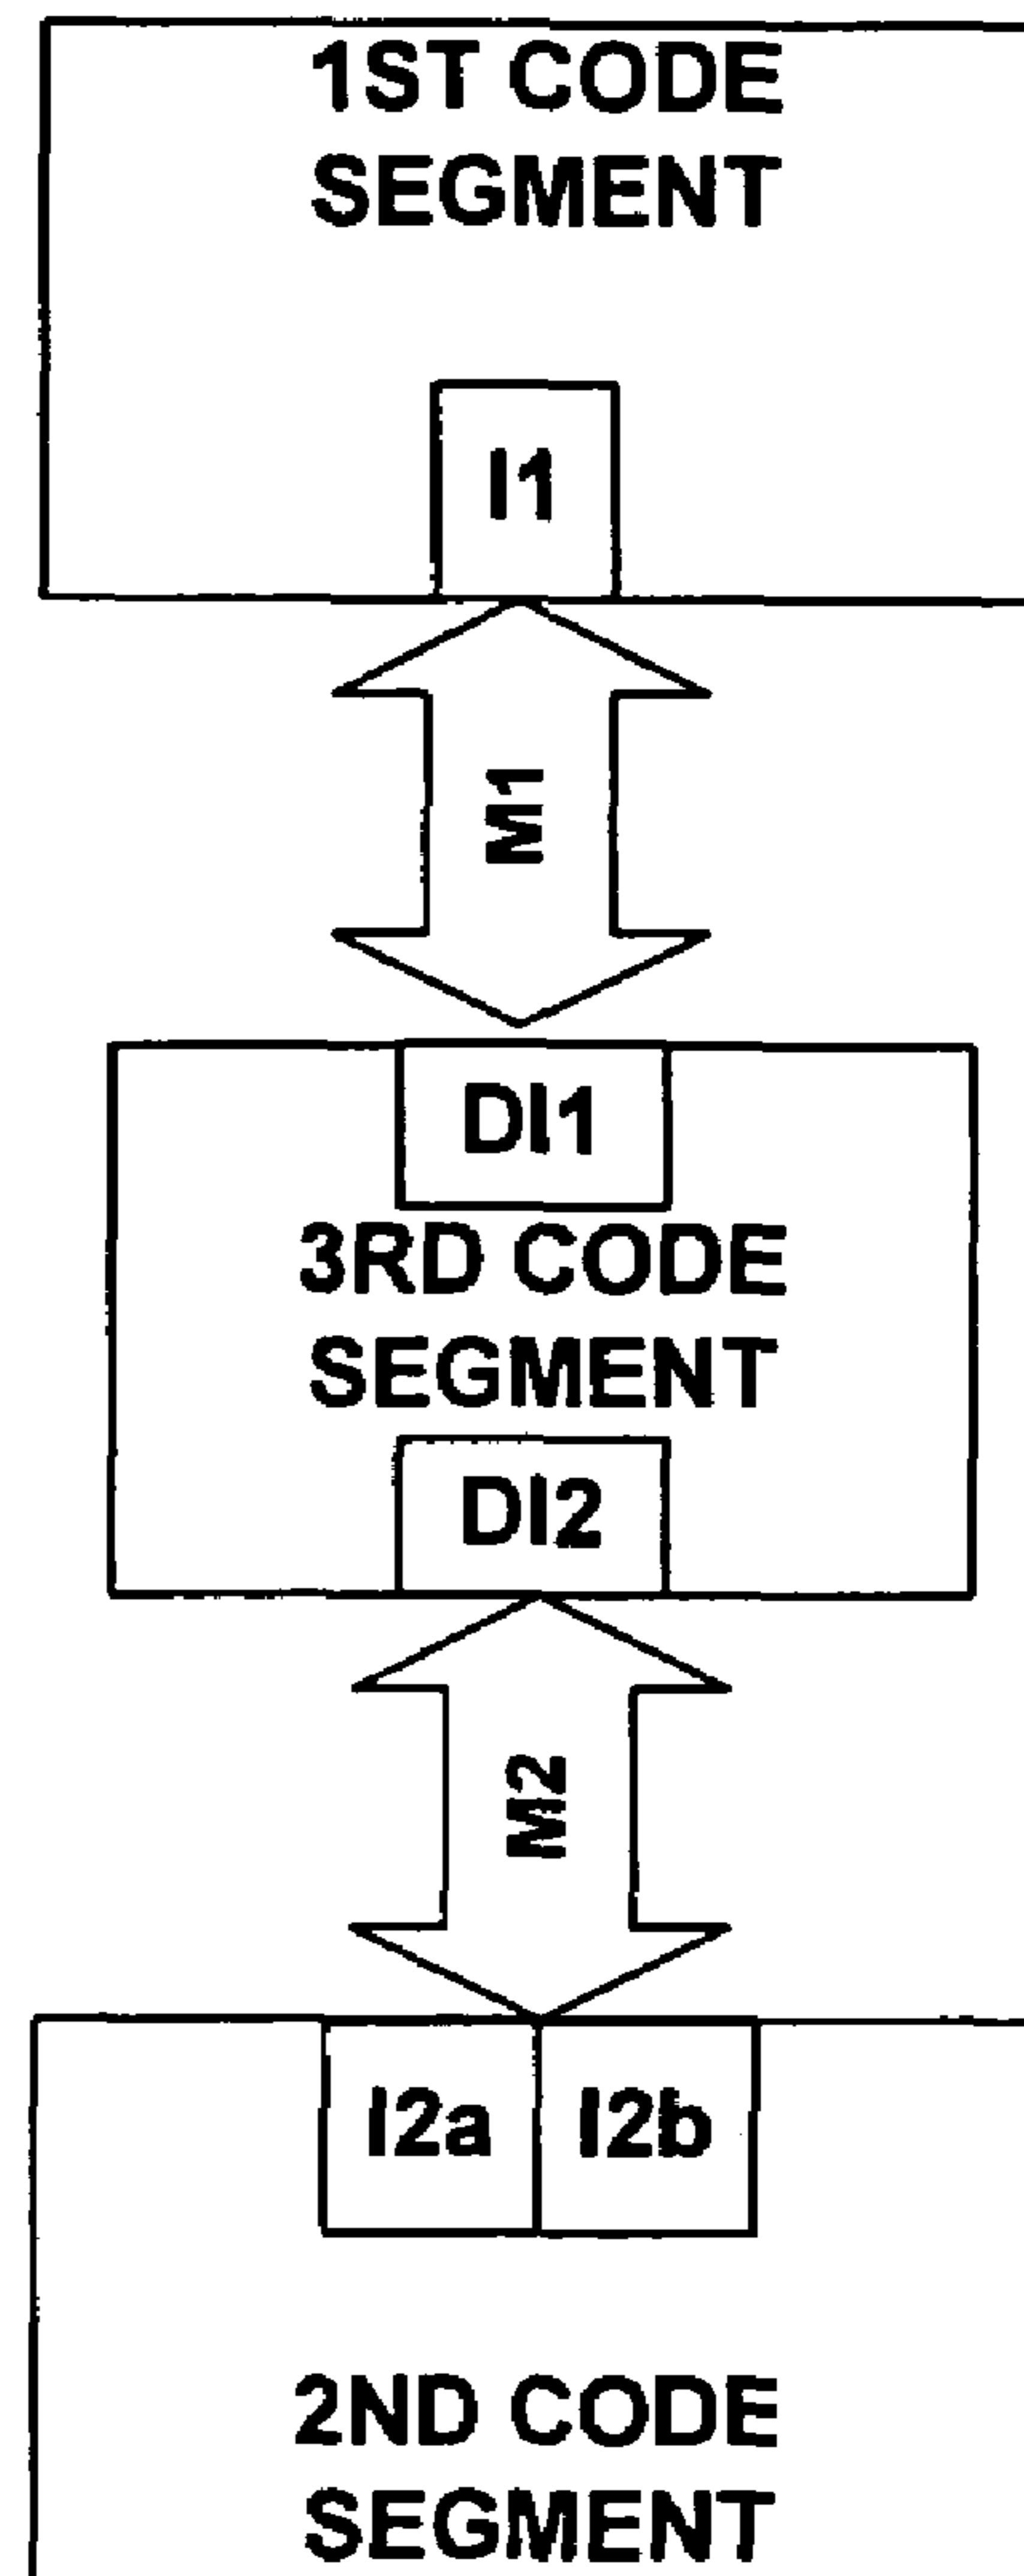 1ST CODE
SEGMENT
I1
M1
DI1
3RD CODE
SEGMENT
DI2
M2
I2a I2b
2ND CODE
SEGMENT